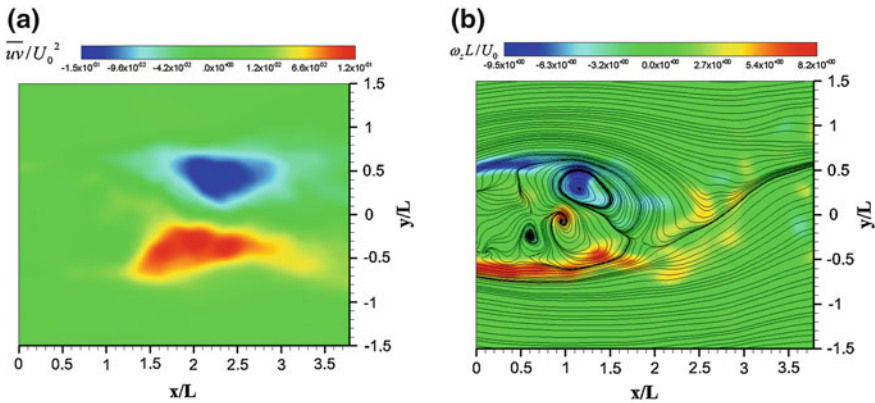 (a)
uv/U₀²
-1.5x10⁻⁰¹ -9.6x10⁻⁰² -4.2x10⁻⁰² .0x10⁻⁰⁰ 1.2x10⁻⁰² 6.6x10⁻⁰² 1.2x10⁻⁰¹
1.5
1
0.5
0
-0.5
-1
-1.5
y/L
0 0.5 1 1.5 2 2.5 3 3.5
x/L
(b)
ω_z L/U₀
-9.5x10⁻⁰⁰ -6.3x10⁻⁰⁰ -3.2x10⁻⁰⁰ 0.0x10⁻⁰⁰ 2.7x10⁻⁰⁰ 5.4x10⁻⁰⁰ 8.2x10⁻⁰⁰
1.5
1
0.5
0
-0.5
-1
-1.5
y/L
0 0.5 1 1.5 2 2.5 3 3.5
x/L